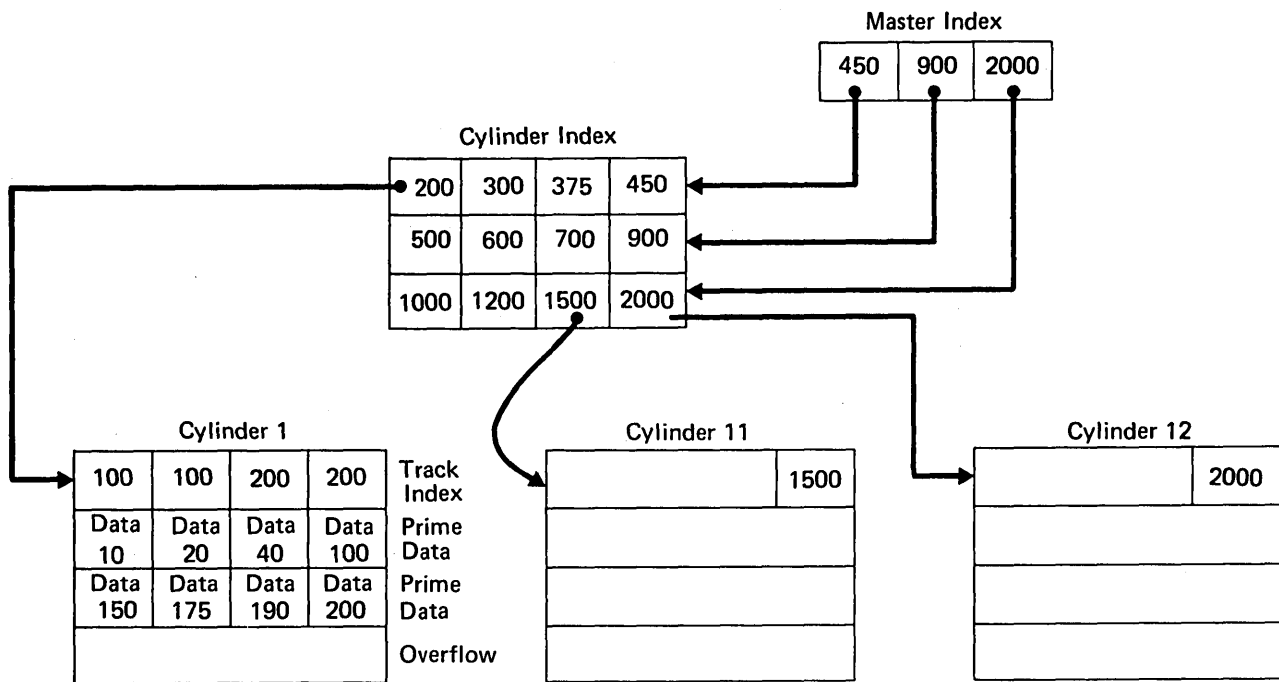 Master Index
450 900 2000
Cylinder Index
200 300 375 450
500 600 700 900
1000 1200 1500 2000
Cylinder 1
100 100 200 200
Track
Index
Data Data Data Data
10 20 40 100
Prime
Data
Data Data Data Data
150 175 190 200
Prime
Data
Overflow
Cylinder 11
1500
Cylinder 12
2000